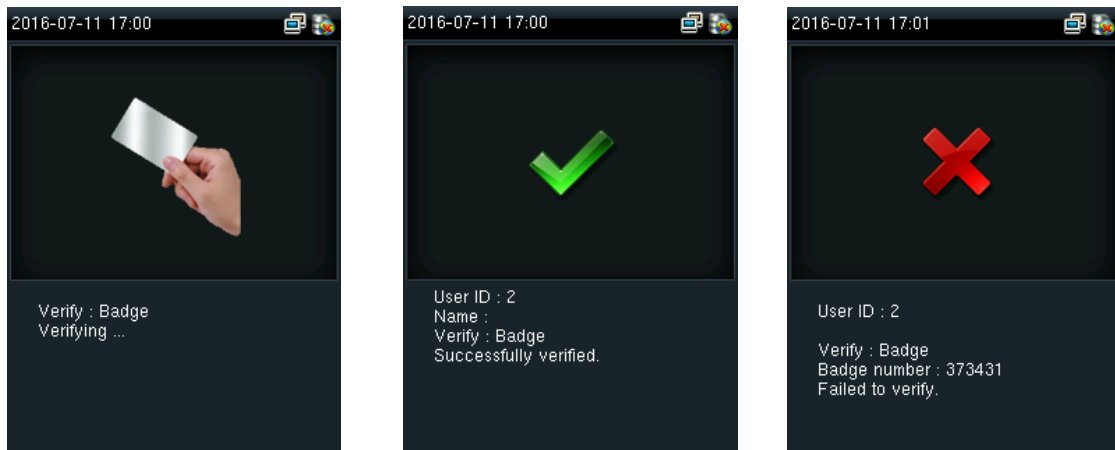 2016-07-11 17:00
Verify : Badge
Verifying ...
2016-07-11 17:00
User ID : 2
Name :
Verify : Badge
Successfully verified.
2016-07-11 17:01
User ID : 2
Verify : Badge
Badge number : 373431
Failed to verify.